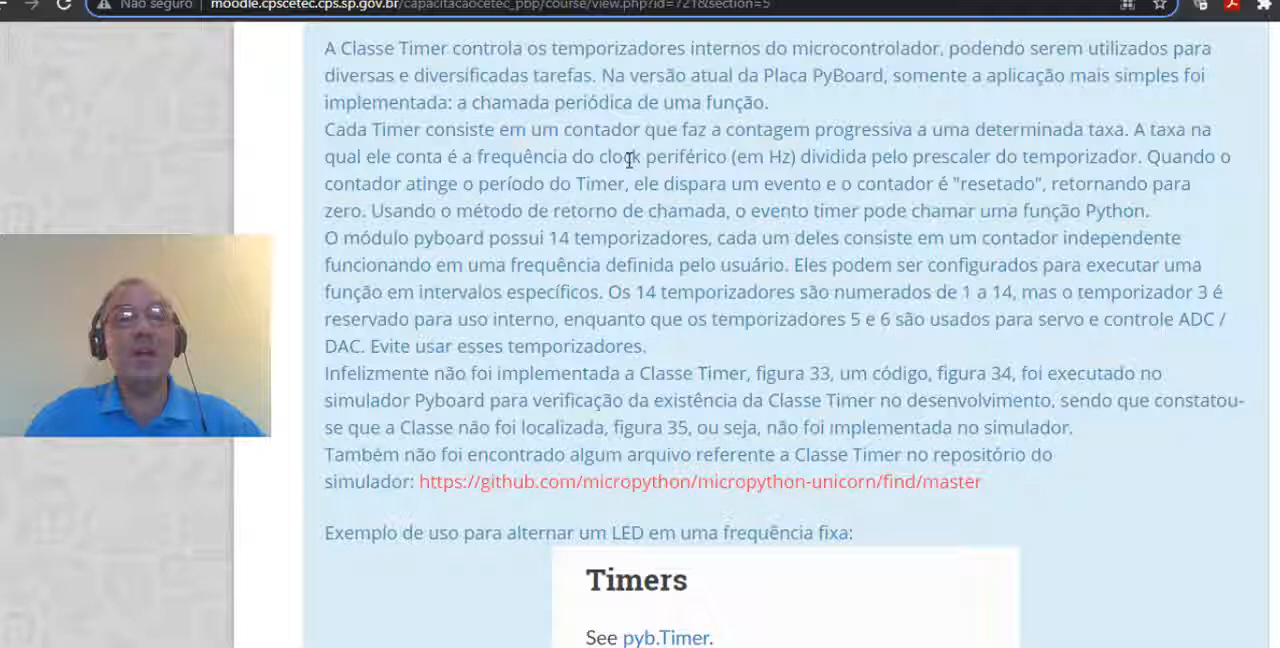 Não seguro
moodle.cpscetec.cps.sp.gov.br/capacitacaocetec_pbp/course/view.php?id=721&section=5
A Classe Timer controla os temporizadores internos do microcontrolador, podendo serem utilizados para
diversas e diversificadas tarefas. Na versão atual da Placa PyBoard, somente a aplicação mais simples foi
implementada: a chamada periódica de uma função.
Cada Timer consiste em um contador que faz a contagem progressiva a uma determinada taxa. A taxa na
qual ele conta é a frequência do clock periférico (em Hz) dividida pelo prescaler do temporizador. Quando o
contador atinge o período do Timer, ele dispara um evento e o contador é "resetado", retornando para
zero. Usando o método de retorno de chamada, o evento timer pode chamar uma função Python.
O módulo pyboard possui 14 temporizadores, cada um deles consiste em um contador independente
funcionando em uma frequência definida pelo usuário. Eles podem ser configurados para executar uma
função em intervalos específicos. Os 14 temporizadores são numerados de 1 a 14, mas o temporizador 3 é
reservado para uso interno, enquanto que os temporizadores 5 e 6 são usados para servo e controle ADC /
DAC. Evite usar esses temporizadores.
Infelizmente não foi implementada a Classe Timer, figura 33, um código, figura 34, foi executado no
simulador Pyboard para verificação da existência da Classe Timer no desenvolvimento, sendo que constatou-
se que a Classe não foi localizada, figura 35, ou seja, não foi implementada no simulador.
Também não foi encontrado algum arquivo referente a Classe Timer no repositório do
simulador: https://github.com/micropython/micropython-unicorn/find/master
Exemplo de uso para alternar um LED em uma frequência fixa:
Timers
See pyb.Timer.